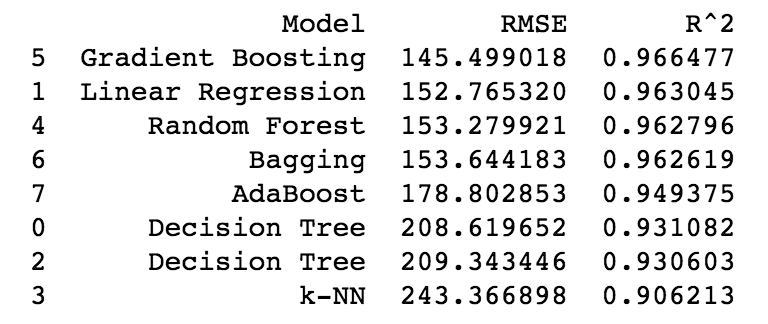 Model RMSE R^2
5 Gradient Boosting 145.499018 0.966477
1 Linear Regression 152.765320 0.963045
4 Random Forest 153.279921 0.962796
6 Bagging 153.644183 0.962619
7 AdaBoost 178.802853 0.949375
0 Decision Tree 208.619652 0.931082
2 Decision Tree 209.343446 0.930603
3 k-NN 243.366898 0.906213